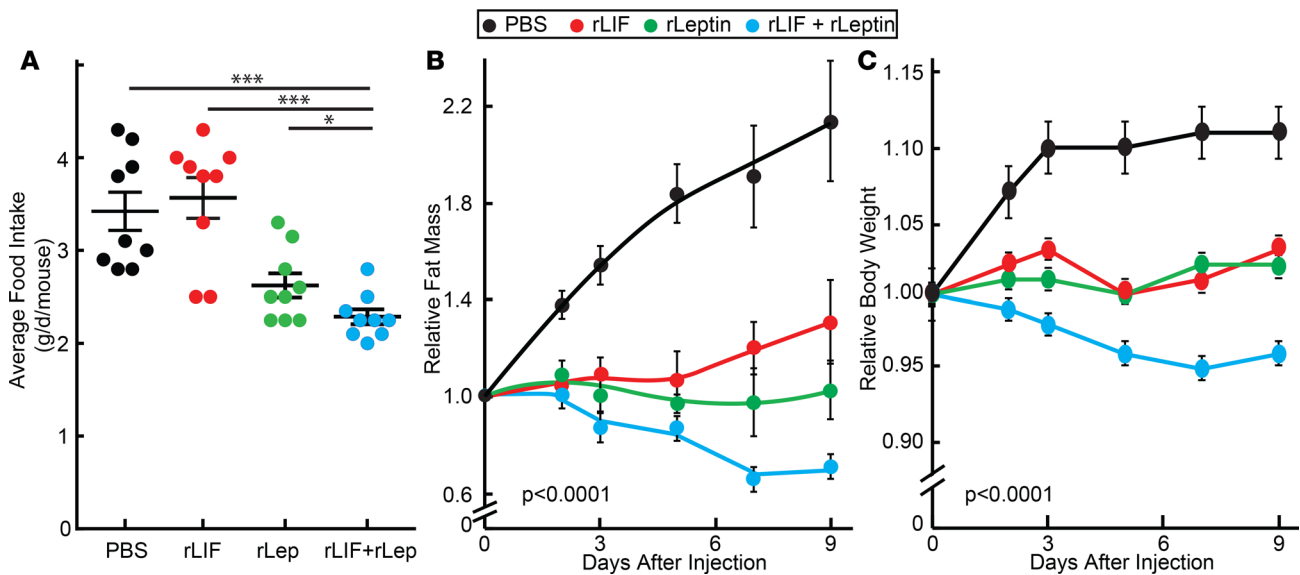 PBS rLIF rLeptin rLIF + rLeptin
A
***
***
*
Average Food Intake
(g/d/mouse)
4
3
2
1
0
PBS rLIF rLep rLIF+rLep
B
Relative Fat Mass
2.2
1.8
1.4
1.0
0.6
0
p<0.0001
0 3 6 9
Days After Injection
C
Relative Body Weight
1.15
1.10
1.05
1.00
0.95
0.90
0
p<0.0001
0 3 6 9
Days After Injection